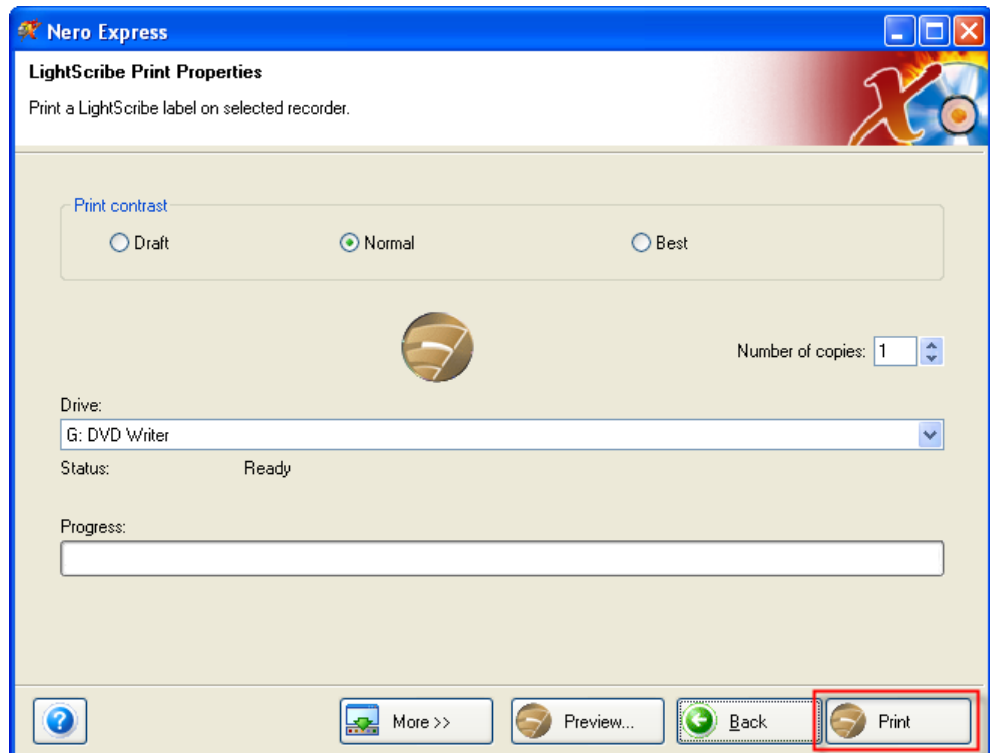 Nero Express
LightScribe Print Properties
Print a LightScribe label on selected recorder.
Print contrast
Draft Normal Best
Number of copies: 1
Drive:
G: DVD Writer
Status: Ready
Progress:
? More >> Preview... Back Print